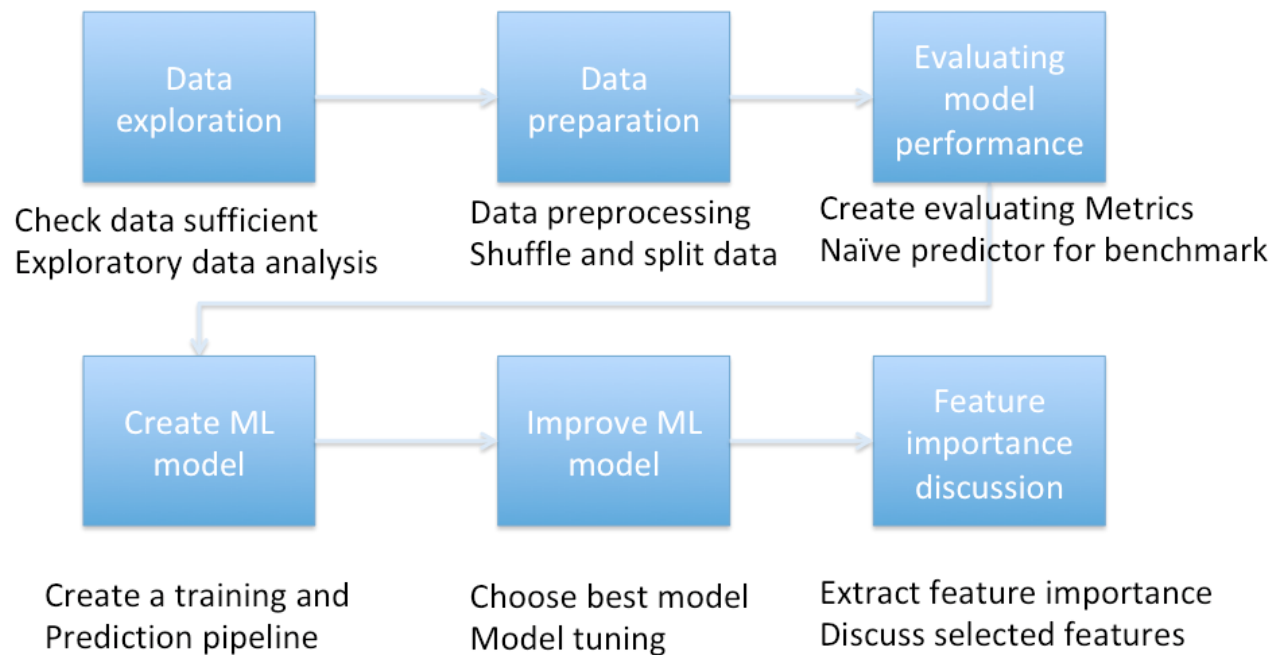 Data
exploration
Check data sufficient
Exploratory data analysis
Data
preparation
Data preprocessing
Shuffle and split data
Evaluating
model
performance
Create evaluating Metrics
Naïve predictor for benchmark
Create ML
model
Create a training and
Prediction pipeline
Improve ML
model
Choose best model
Model tuning
Feature
importance
discussion
Extract feature importance
Discuss selected features